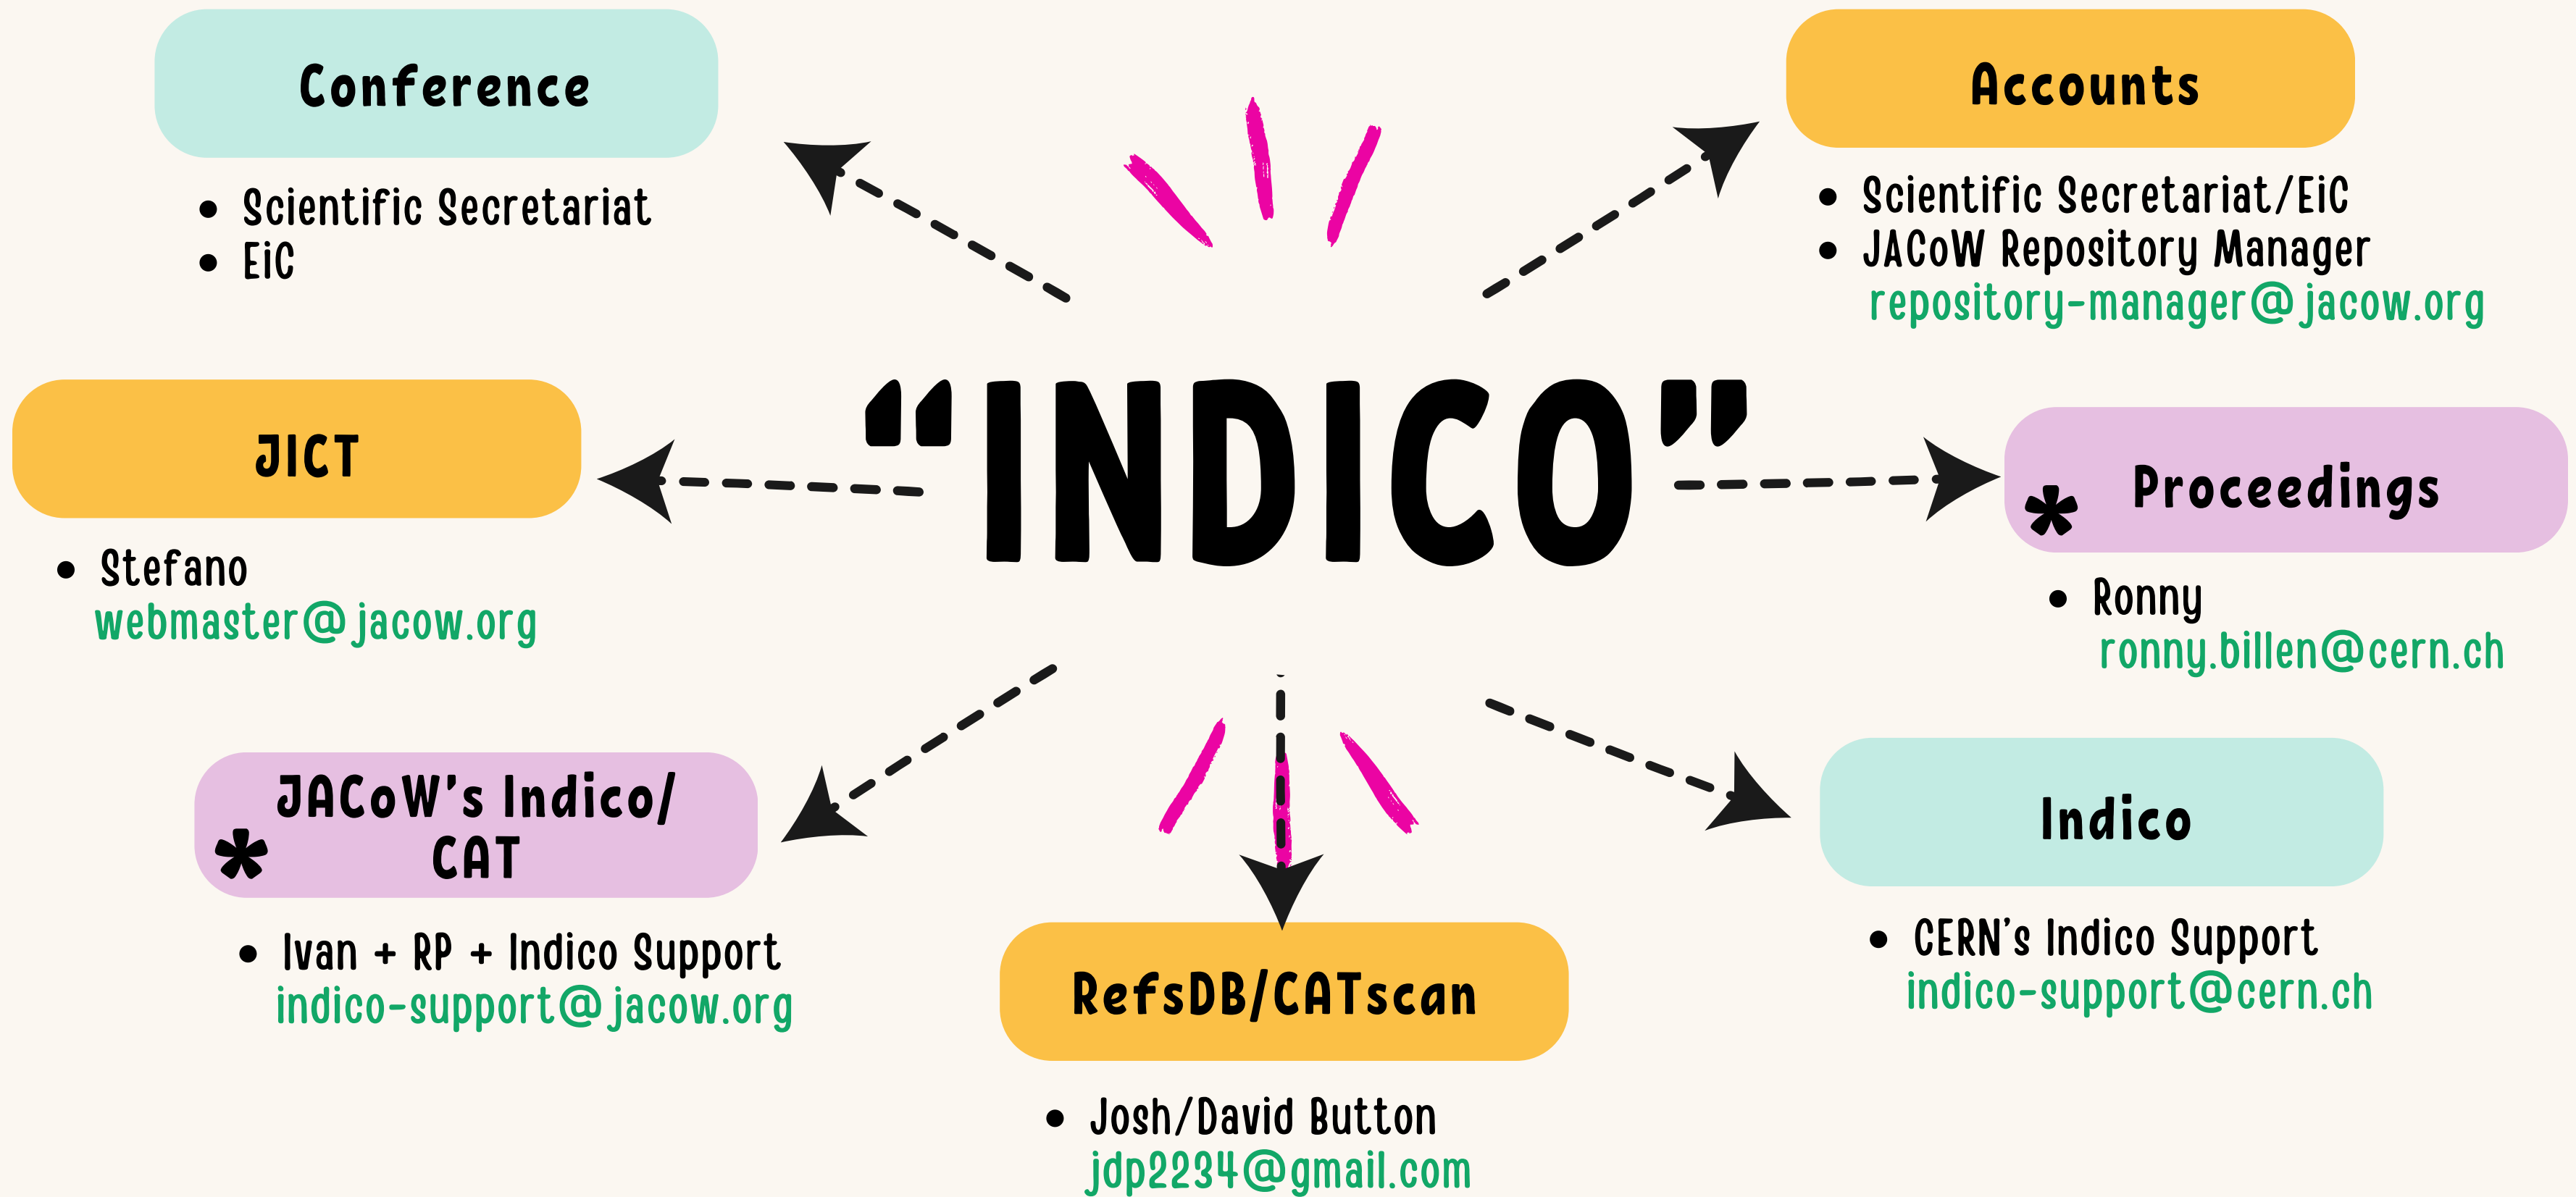 Conference
• Scientific Secretariat
• EiC
Accounts
• Scientific Secretariat/EiC
• JACoW Repository Manager
repository-manager@jacow.org
“INDICO”
JICT
• Stefano
webmaster@jacow.org
* Proceedings
• Ronny
ronny.billen@cern.ch
JACoW's Indico/
* CAT
• Ivan + RP + Indico Support
indico-support@jacow.org
RefsDB/CATscan
• Josh/David Button
jdp2234@gmail.com
Indico
• CERN's Indico Support
indico-support@cern.ch